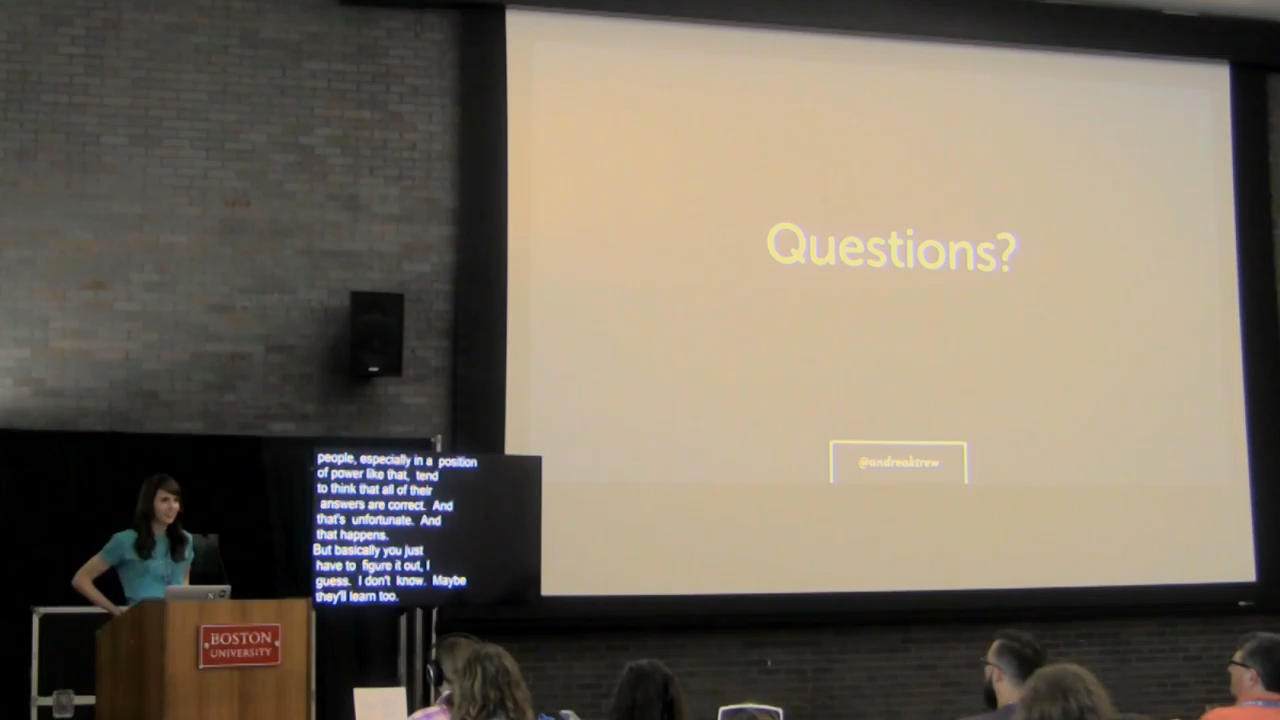 Questions?
@andreaktrew
people, especially in a position
of power like that, tend
to think that all of their
answers are correct. And
that's unfortunate. And
that happens.
But basically you just
have to figure it out, I
guess. I don't know. Maybe
they'll learn too.
BOSTON
UNIVERSITY